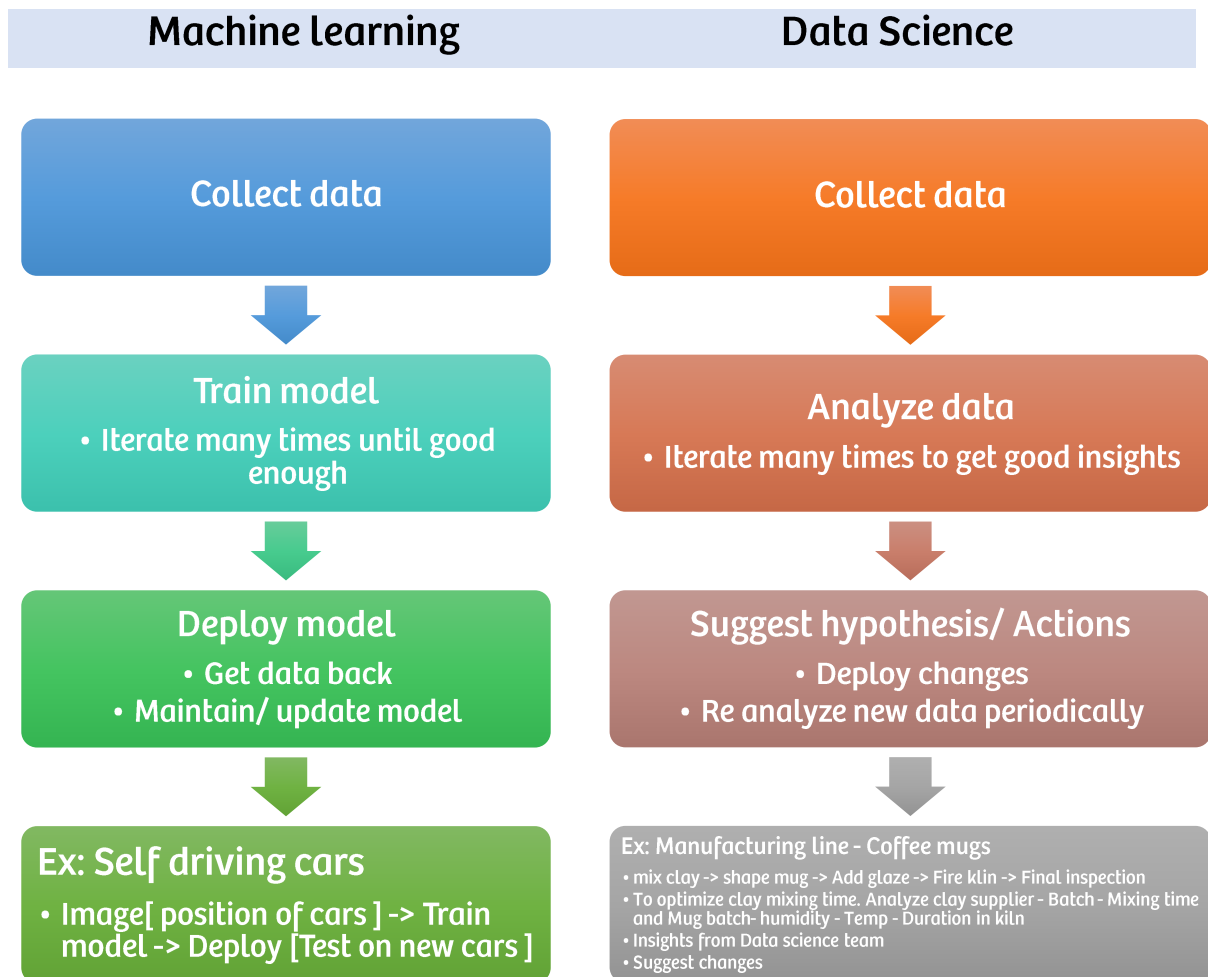 Machine learning
Data Science
Collect data
Train model
• Iterate many times until good
enough
Deploy model
• Get data back
• Maintain/ update model
Ex: Self driving cars
• Image[ position of cars ] -> Train
model -> Deploy [Test on new cars ]
Collect data
Analyze data
• Iterate many times to get good insights
Suggest hypothesis/ Actions
• Deploy changes
• Re analyze new data periodically
Ex: Manufacturing line - Coffee mugs
• mix clay -> shape mug -> Add glaze -> Fire klin -> Final inspection
• To optimize clay mixing time. Analyze clay supplier - Batch - Mixing time
and Mug batch- humidity - Temp - Duration in kiln
• Insights from Data science team
• Suggest changes